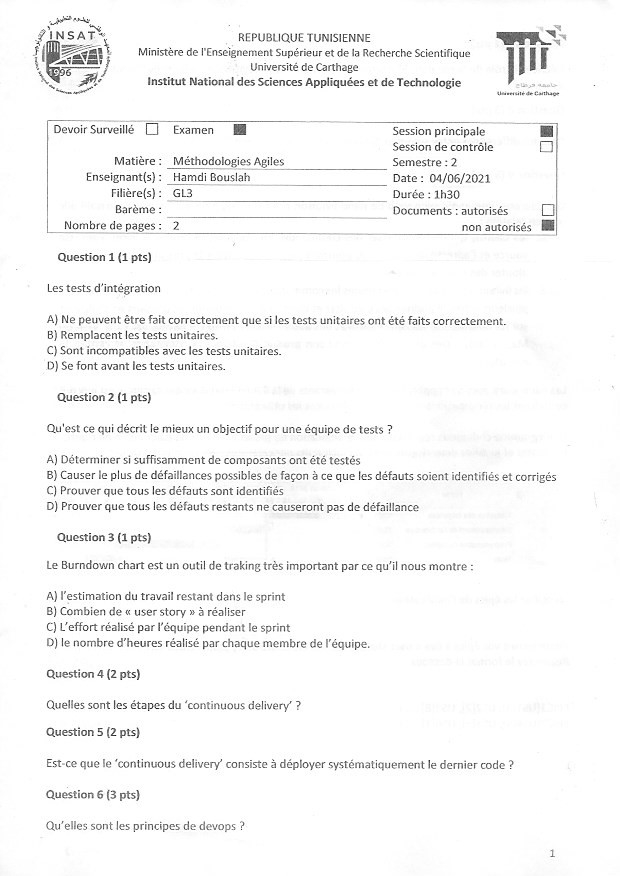 INSAT
1996
REPUBLIQUE TUNISIENNE
Ministère de l'Enseignement Supérieur et de la Recherche Scientifique
Université de Carthage
Institut National des Sciences Appliquées et de Technologie
جامعة قرطاج
Université de Carthage
Devoir Surveillé Examen Session principale
Session de contrôle
Matière : Méthodologies Agiles Semestre : 2
Enseignant(s) : Hamdi Bouslah Date : 04/06/2021
Filière(s) : GL3 Durée : 1h30
Barème : Documents : autorisés
Nombre de pages : 2 non autorisés
Question 1 (1 pts)
Les tests d'intégration
A) Ne peuvent être fait correctement que si les tests unitaires ont été faits correctement.
B) Remplacent les tests unitaires.
C) Sont incompatibles avec les tests unitaires.
D) Se font avant les tests unitaires.
Question 2 (1 pts)
Qu'est ce qui décrit le mieux un objectif pour une équipe de tests ?
A) Déterminer si suffisamment de composants ont été testés
B) Causer le plus de défaillances possibles de façon à ce que les défauts soient identifiés et corrigés
C) Prouver que tous les défauts sont identifiés
D) Prouver que tous les défauts restants ne causeront pas de défaillance
Question 3 (1 pts)
Le Burndown chart est un outil de traking très important par ce qu'il nous montre :
A) l'estimation du travail restant dans le sprint
B) Combien de « user story » à réaliser
C) L'effort réalisé par l'équipe pendant le sprint
D) le nombre d'heures réalisé par chaque membre de l'équipe.
Question 4 (2 pts)
Quelles sont les étapes du 'continuous delivery' ?
Question 5 (2 pts)
Est-ce que le 'continuous delivery' consiste à déployer systématiquement le dernier code ?
Question 6 (3 pts)
Qu'elles sont les principes de devops ?
1